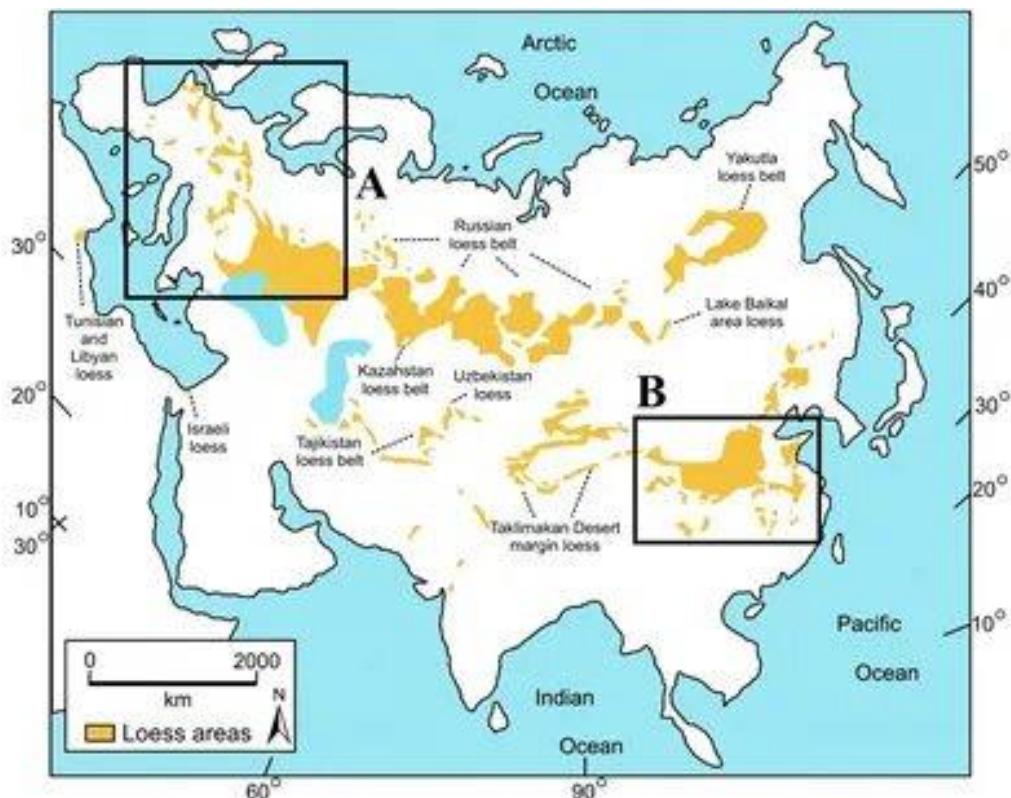 Arctic
Ocean
50°
Yakutla
loess belt
A
Russian
loess belt
30°
40°
Lake Baikal
area loess
Tunisian
and
Libyan
loess
Kazahstan
loess belt
Uzbekistan
loess
B
20°
30°
Israeli
loess
Tajikistan
loess belt
20°
10°
30°
Taklimakan Desert
margin loess
10°
Pacific
Ocean
0 2000
km
N
Loess areas
Indian
Ocean
60°
90°